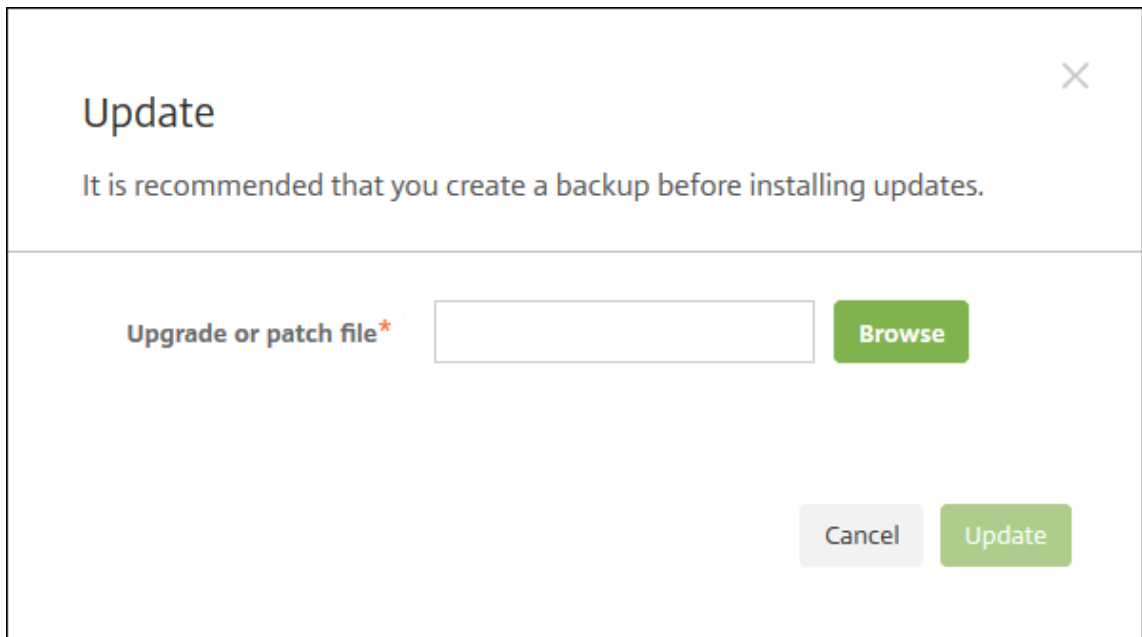 Update
It is recommended that you create a backup before installing updates.
Upgrade or patch file* Browse
Cancel Update